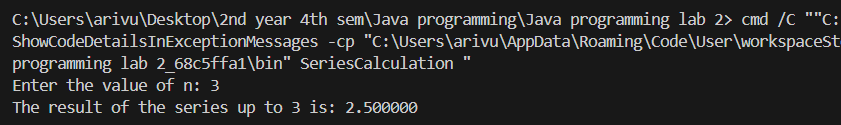 C:\Users\arivu\Desktop\2nd year 4th sem\Java programming\Java programming lab 2> cmd /C ""C:
ShowCodeDetailsInExceptionMessages -cp "C:\Users\arivu\AppData\Roaming\Code\User\workspaceSt
programming lab 2_68c5ffa1\bin" SeriesCalculation "
Enter the value of n: 3
The result of the series up to 3 is: 2.500000